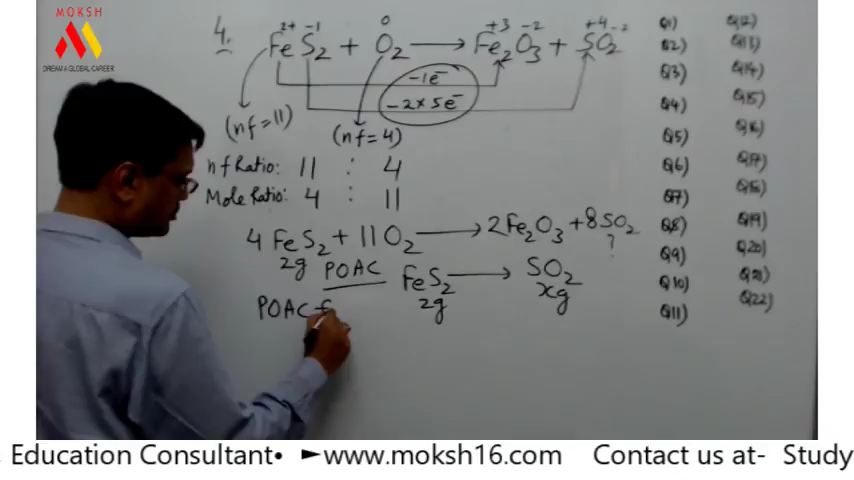 MOKSH
DREAM A GLOBAL CAREER
2+ -1 0 +3 -2 +4 -2
4. FeS2 + O2 → Fe2O3 + SO2
-1e⁻
-2×5e⁻
(nf=11) (nf=4)
nf Ratio: 11 : 4
Mole Ratio: 4 : 11
4FeS2 + 11O2 → 2Fe2O3 + 8SO2
2g ?
POAC FeS2 → SO2
2g xg
POAC f
Q1) Q12)
Q2) Q13)
Q3) Q14)
Q4) Q15)
Q5) Q16)
Q6) Q17)
Q7) Q18)
Q8) Q19)
Q9) Q20)
Q10) Q21)
Q11) Q22)
Education Consultant• ►www.moksh16.com Contact us at- Study